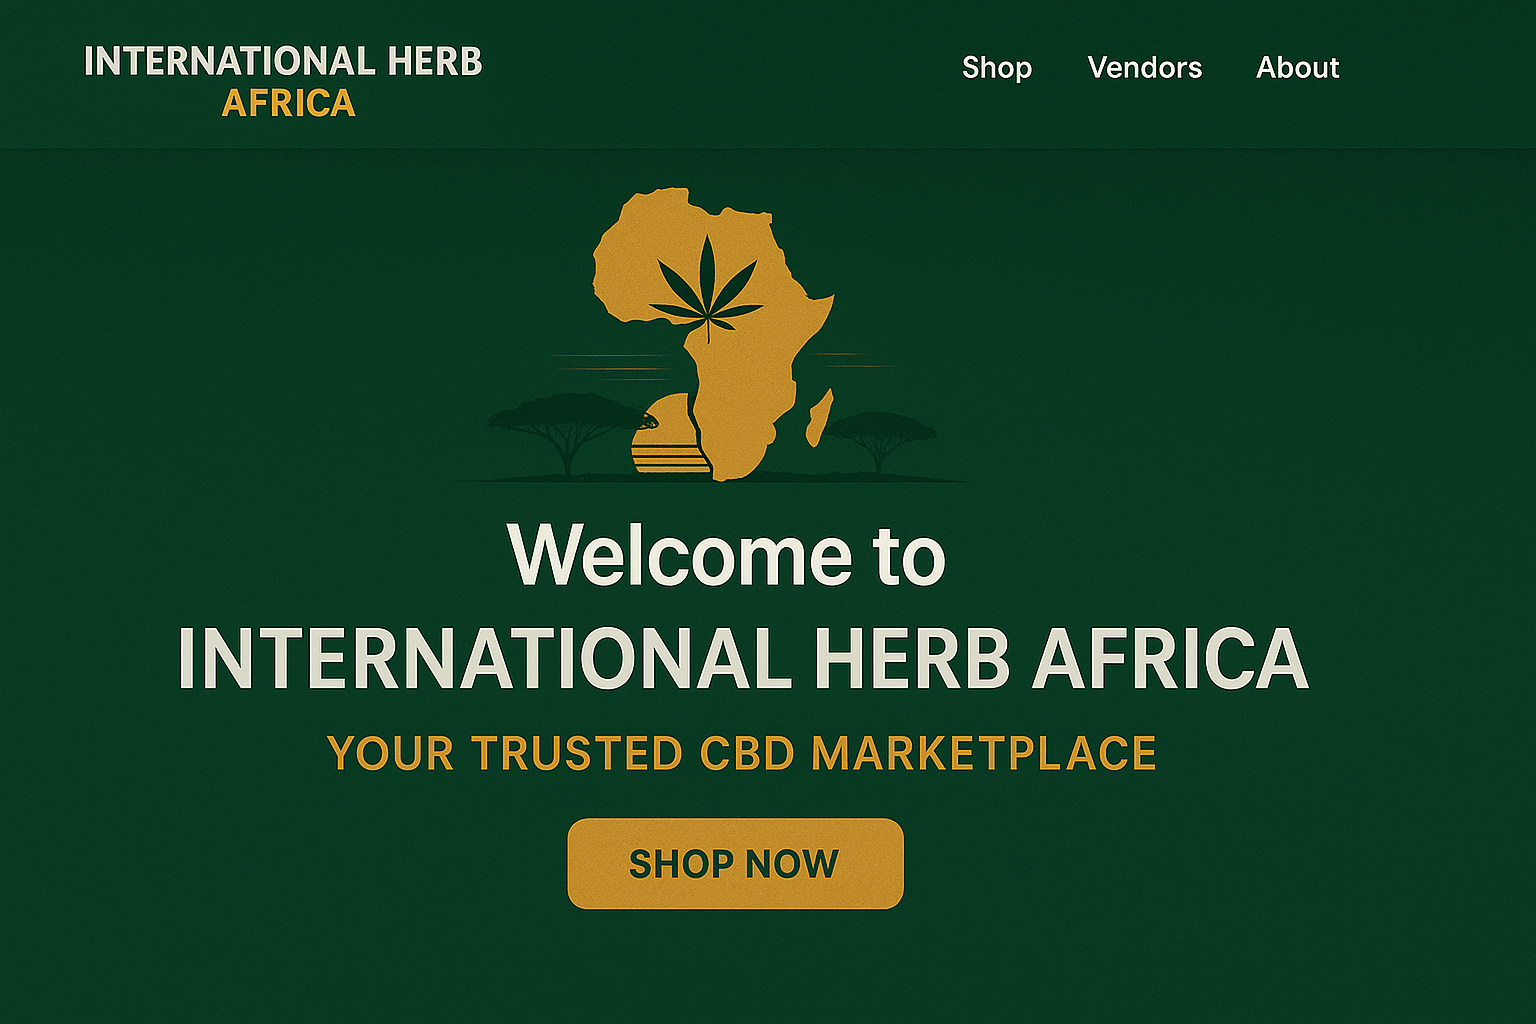 INTERNATIONAL HERB
AFRICA
Shop Vendors About
Welcome to
INTERNATIONAL HERB AFRICA
YOUR TRUSTED CBD MARKETPLACE
SHOP NOW